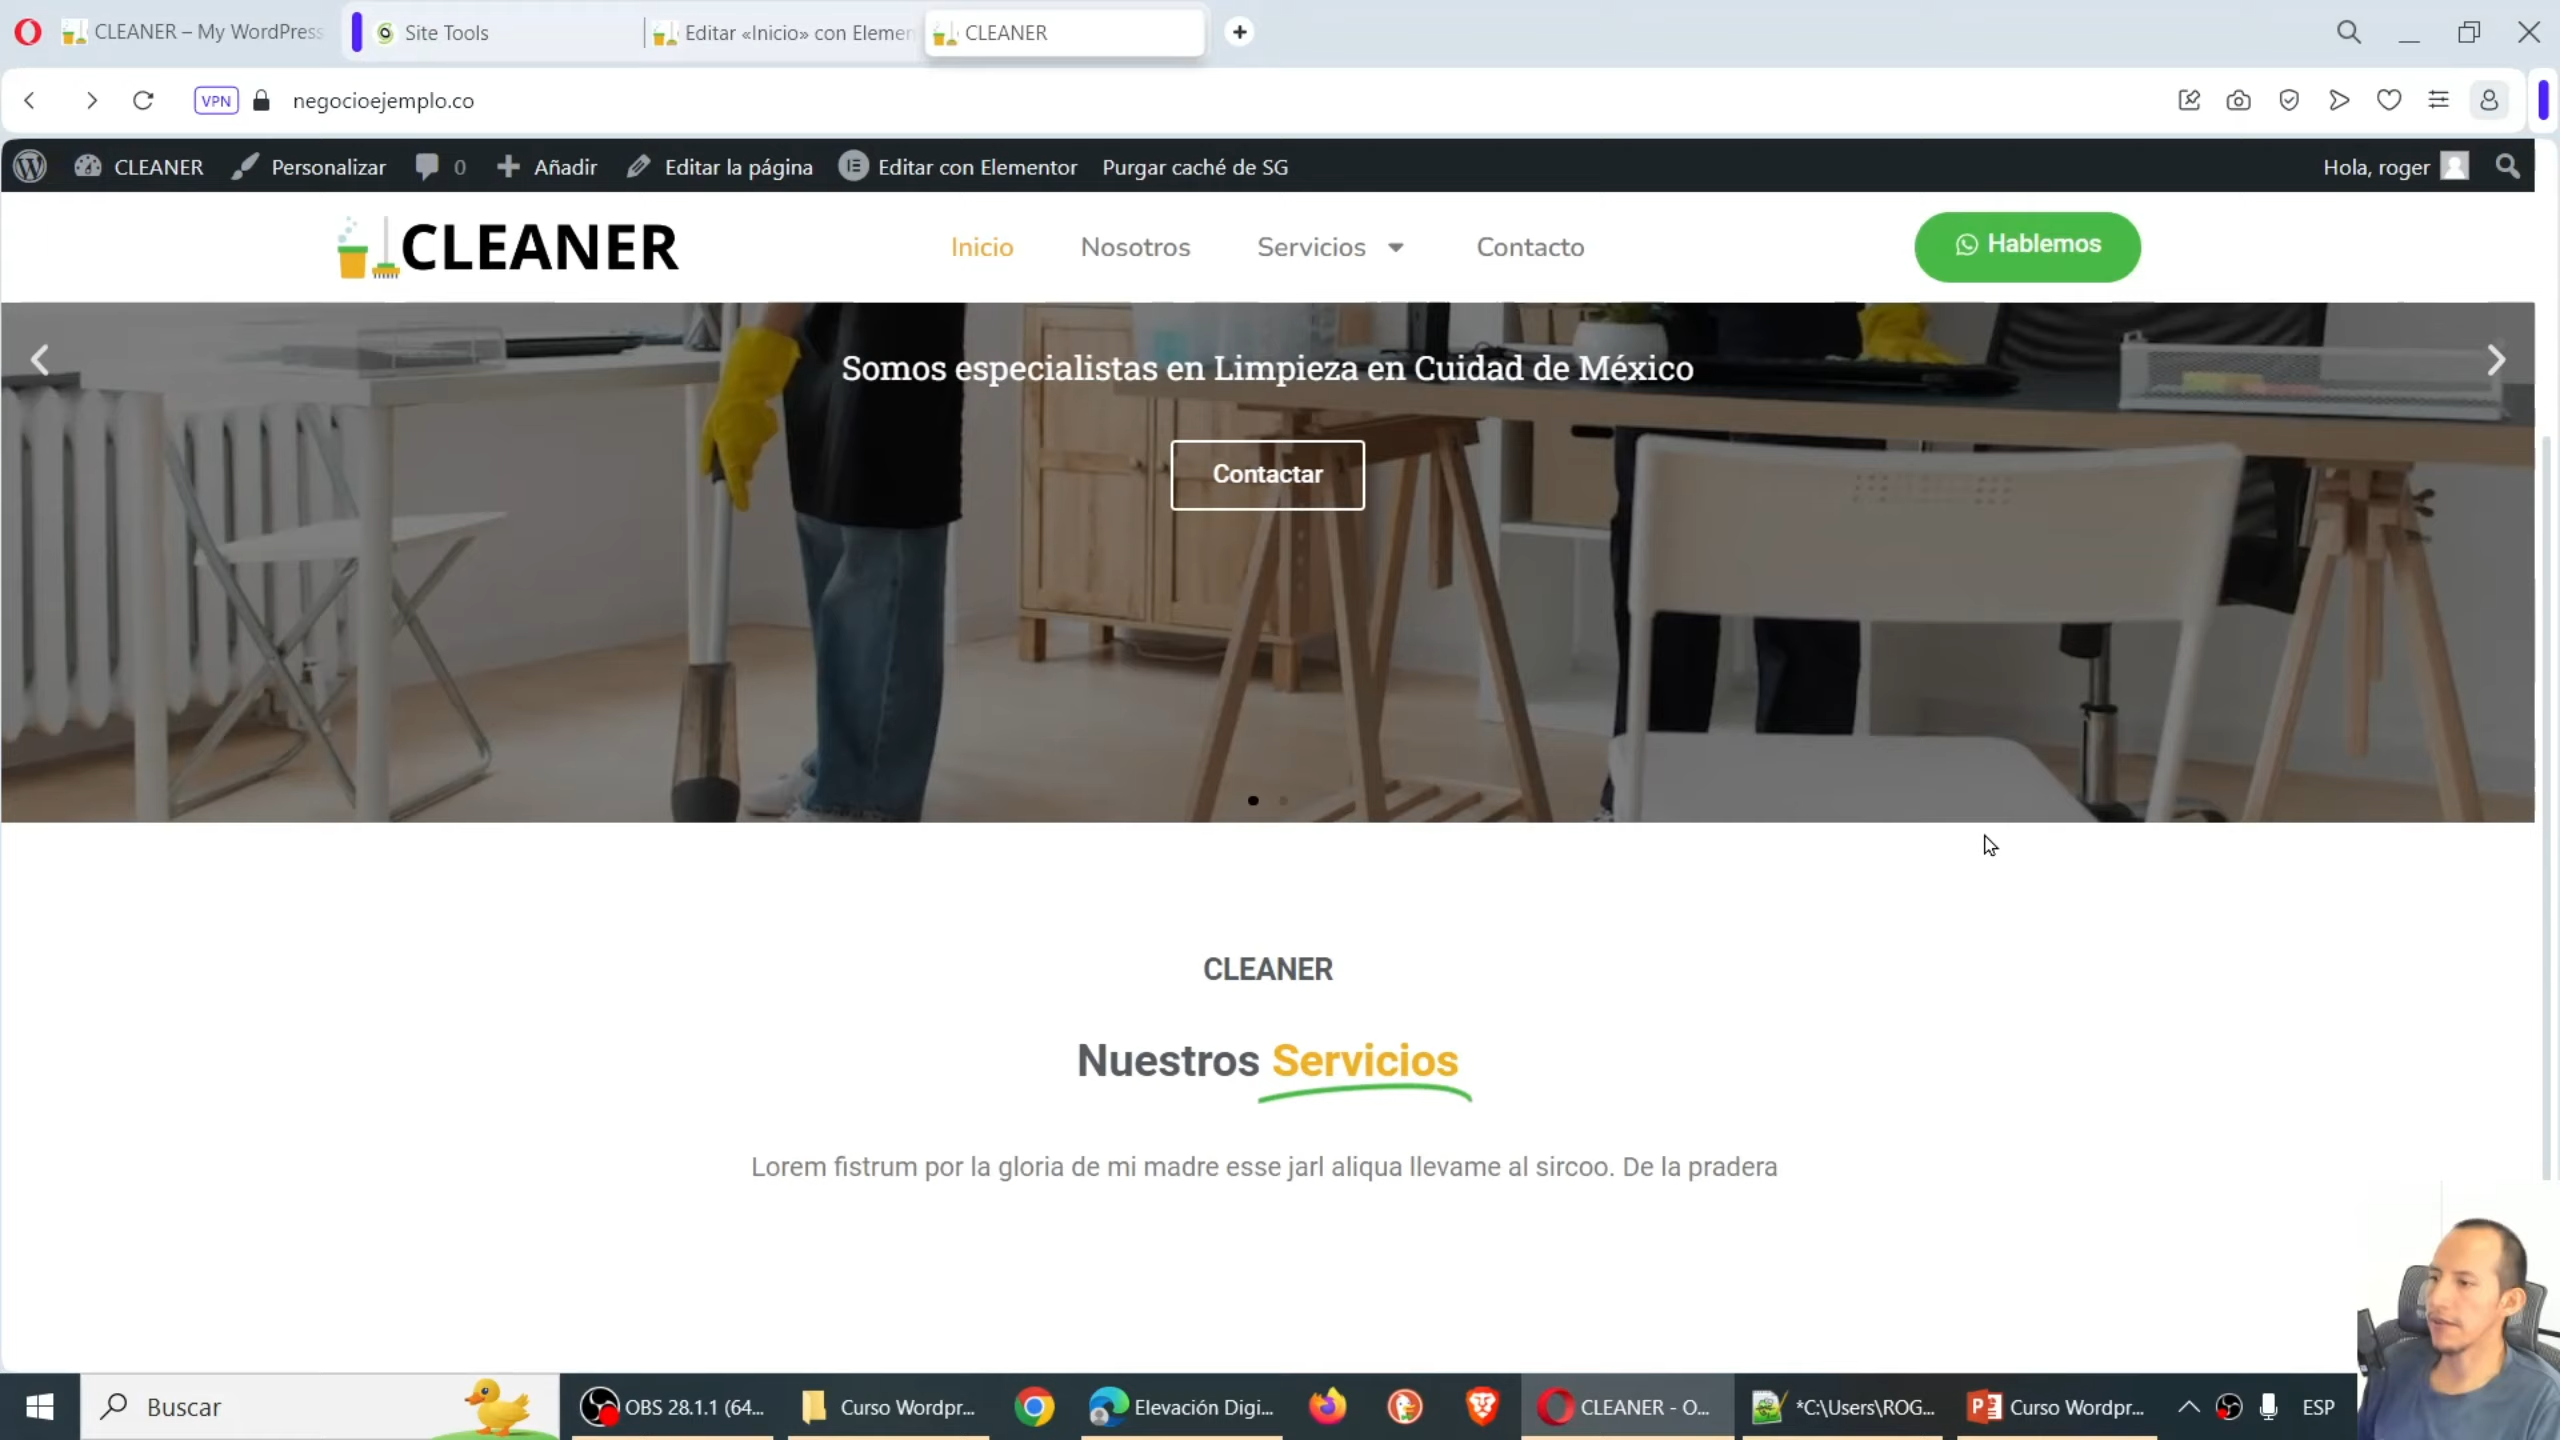 CLEANER – My WordPress
Site Tools
Editar «Inicio» con Elemen
CLEANER
VPN
negocioejemplo.co
CLEANER
Personalizar
0
Añadir
Editar la página
Editar con Elementor
Purgar caché de SG
Hola, roger
CLEANER
Inicio
Nosotros
Servicios
Contacto
Hablemos
Somos especialistas en Limpieza en Cuidad de México
Contactar
CLEANER
Nuestros Servicios
Lorem fistrum por la gloria de mi madre esse jarl aliqua llevame al sircoo. De la pradera
Buscar
OBS 28.1.1 (64...
Curso Wordpr...
Elevación Digi...
CLEANER - O...
*C:\Users\ROG...
Curso Wordpr...
ESP